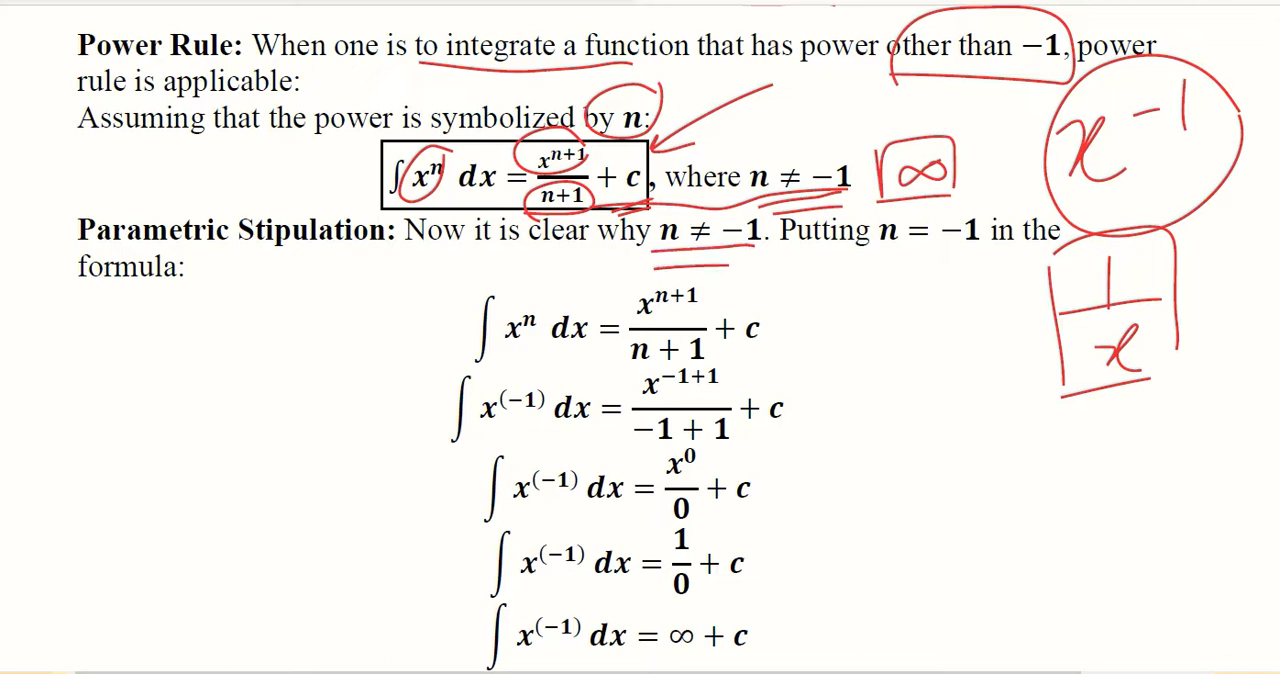 Power Rule: When one is to integrate a function that has power other than −1, power
rule is applicable:
Assuming that the power is symbolized by n:
∫ xⁿ dx = xⁿ⁺¹/(n+1) + c, where n ≠ −1 ∞
x⁻¹
Parametric Stipulation: Now it is clear why n ≠ −1. Putting n = −1 in the
formula:
1/x
∫ xⁿ dx = xⁿ⁺¹/(n + 1) + c
∫ x⁽⁻¹⁾ dx = x⁻¹⁺¹/(−1 + 1) + c
∫ x⁽⁻¹⁾ dx = x⁰/0 + c
∫ x⁽⁻¹⁾ dx = 1/0 + c
∫ x⁽⁻¹⁾ dx = ∞ + c